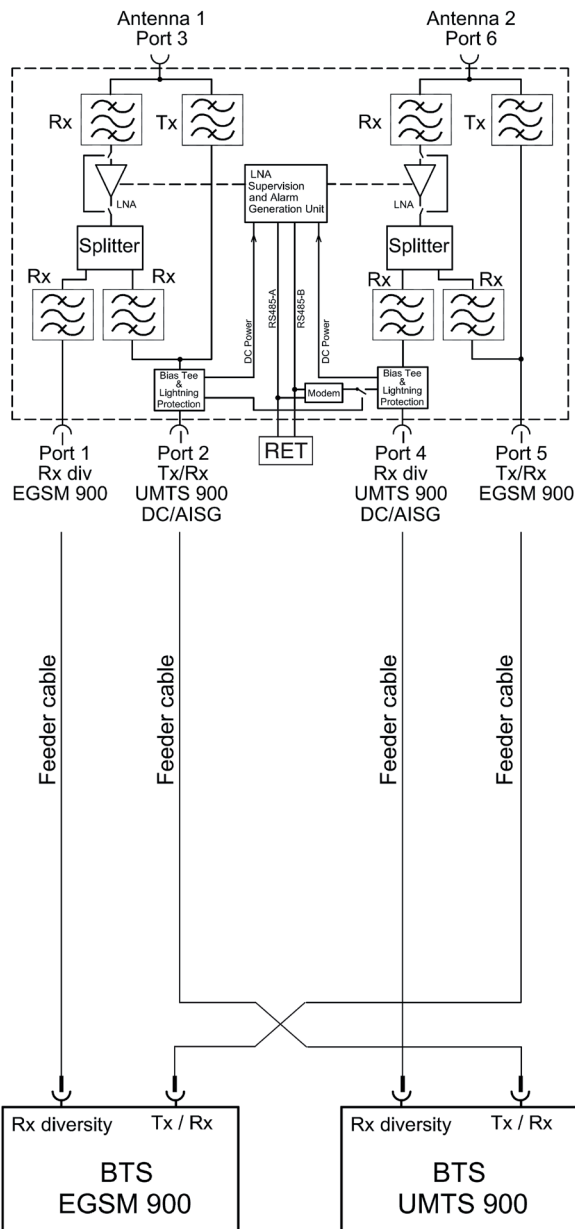 Antenna 1
Port 3
Antenna 2
Port 6
Rx
Tx
Rx
Tx
LNA
LNA
Supervision
and Alarm
Generation Unit
LNA
Splitter
Splitter
Rx
Rx
Rx
Rx
DC Power
RS485-A
RS485-B
DC Power
Bias Tee
&
Lightning
Protection
Modem
Bias Tee
&
Lightning
Protection
RET
Port 1
Rx div
EGSM 900
Port 2
Tx/Rx
UMTS 900
DC/AISG
Port 4
Rx div
UMTS 900
DC/AISG
Port 5
Tx/Rx
EGSM 900
Feeder cable
Feeder cable
Feeder cable
Feeder cable
Rx diversity
Tx / Rx
BTS
EGSM 900
Rx diversity
Tx / Rx
BTS
UMTS 900